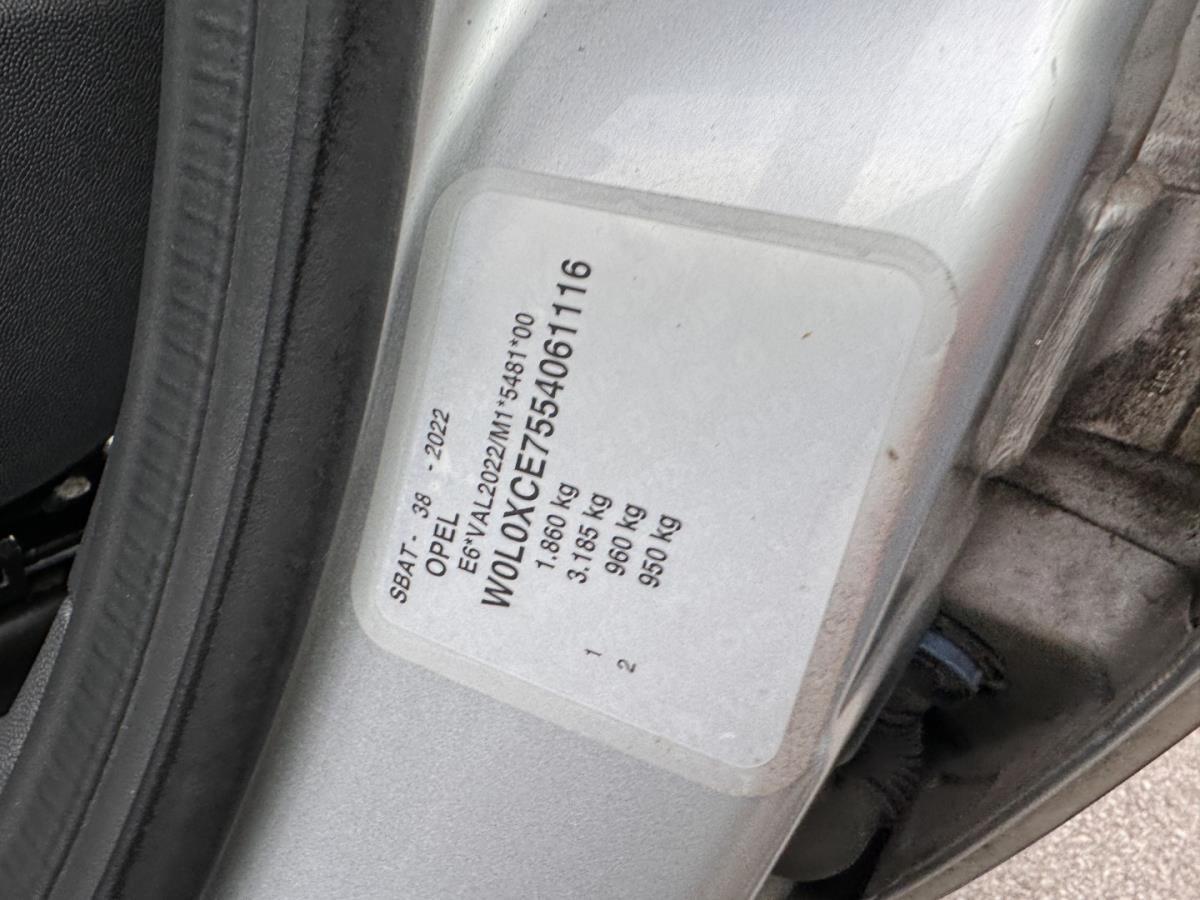 SBAT - 38 - 2022
OPEL
E6*VAL2022/M1*5481*00
W0L0XCE7554061116
1.860 kg
3.185 kg
1 960 kg
2 950 kg